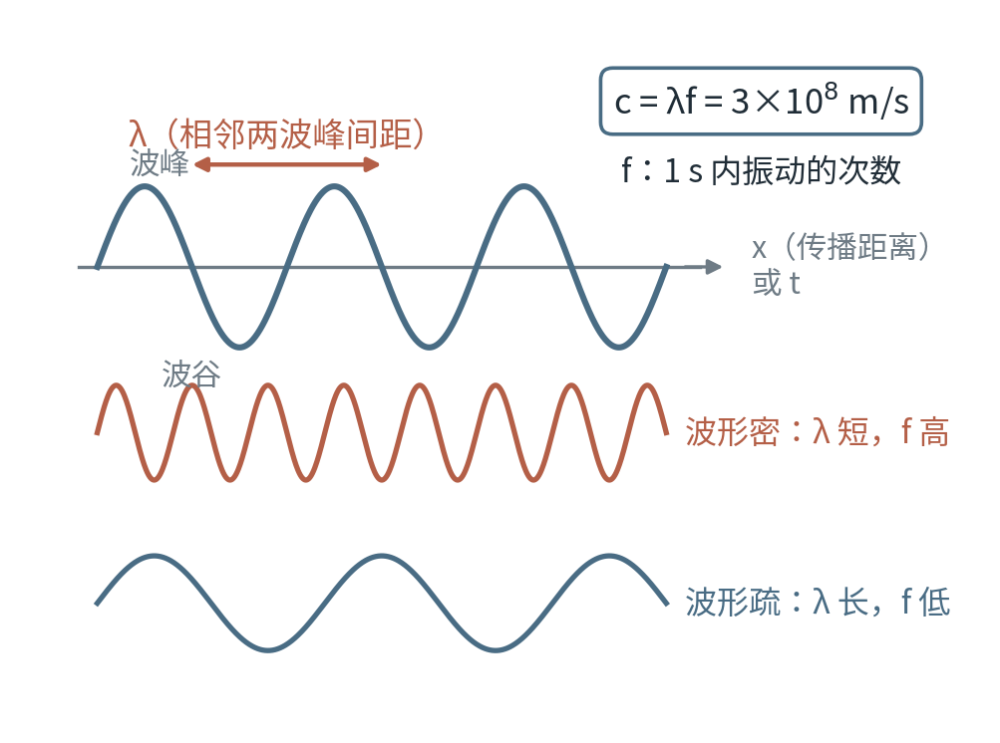 c = λf = 3×10⁸ m/s
λ（相邻两波峰间距）
波峰
f：1 s 内振动的次数
x（传播距离）
或 t
波谷
波形密：λ 短，f 高
波形疏：λ 长，f 低